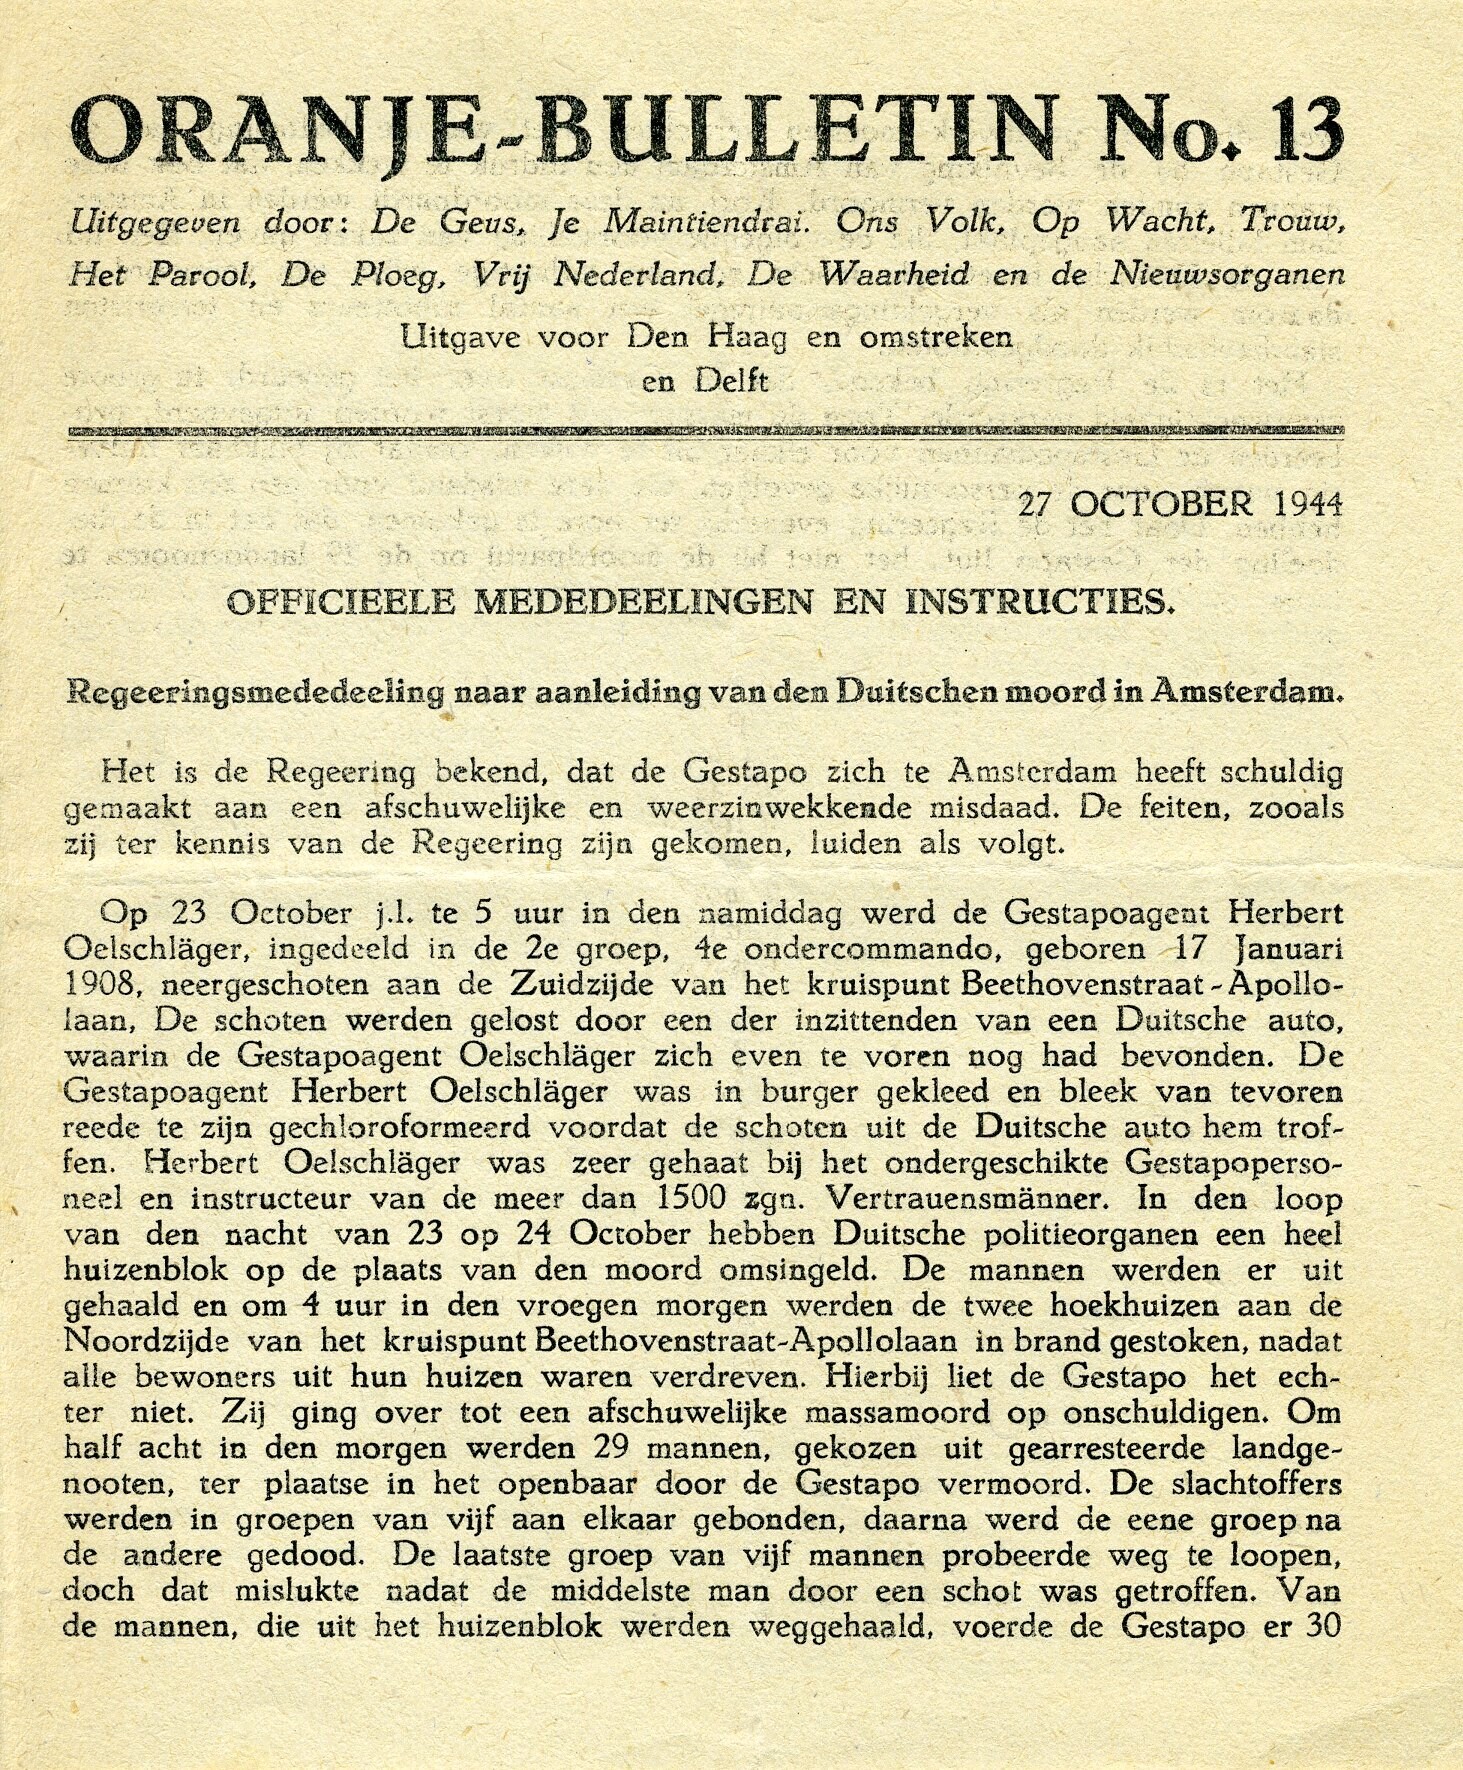 ORANJE-BULLETIN No. 13
Uitgegeven door: De Geus, Je Maintiendrai. Ons Volk, Op Wacht, Trouw,
Het Parool, De Ploeg, Vrij Nederland, De Waarheid en de Nieuwsorganen
Uitgave voor Den Haag en omstreken
en Delft
27 OCTOBER 1944
OFFICIEELE MEDEDEELINGEN EN INSTRUCTIES.
Regeeringsmededeeling naar aanleiding van den Duitschen moord in Amsterdam.
Het is de Regeering bekend, dat de Gestapo zich te Amsterdam heeft schuldig
gemaakt aan een afschuwelijke en weerzinwekkende misdaad. De feiten, zooals
zij ter kennis van de Regeering zijn gekomen, luiden als volgt.
Op 23 October j.l. te 5 uur in den namiddag werd de Gestapoagent Herbert
Oelschläger, ingedeeld in de 2e groep, 4e ondercommando, geboren 17 Januari
1908, neergeschoten aan de Zuidzijde van het kruispunt Beethovenstraat-Apollo-
laan, De schoten werden gelost door een der inzittenden van een Duitsche auto,
waarin de Gestapoagent Oelschläger zich even te voren nog had bevonden. De
Gestapoagent Herbert Oelschläger was in burger gekleed en bleek van tevoren
reede te zijn gechloroformeerd voordat de schoten uit de Duitsche auto hem trof-
fen. Herbert Oelschläger was zeer gehaat bij het ondergeschikte Gestapoperso-
neel en instructeur van de meer dan 1500 zgn. Vertrauensmänner. In den loop
van den nacht van 23 op 24 October hebben Duitsche politieorganen een heel
huizenblok op de plaats van den moord omsingeld. De mannen werden er uit
gehaald en om 4 uur in den vroegen morgen werden de twee hoekhuizen aan de
Noordzijde van het kruispunt Beethovenstraat-Apollolaan in brand gestoken, nadat
alle bewoners uit hun huizen waren verdreven. Hierbij liet de Gestapo het ech-
ter niet. Zij ging over tot een afschuwelijke massamoord op onschuldigen. Om
half acht in den morgen werden 29 mannen, gekozen uit gearresteerde landge-
nooten, ter plaatse in het openbaar door de Gestapo vermoord. De slachtoffers
werden in groepen van vijf aan elkaar gebonden, daarna werd de eene groep na
de andere gedood. De laatste groep van vijf mannen probeerde weg te loopen,
doch dat mislukte nadat de middelste man door een schot was getroffen. Van
de mannen, die uit het huizenblok werden weggehaald, voerde de Gestapo er 30